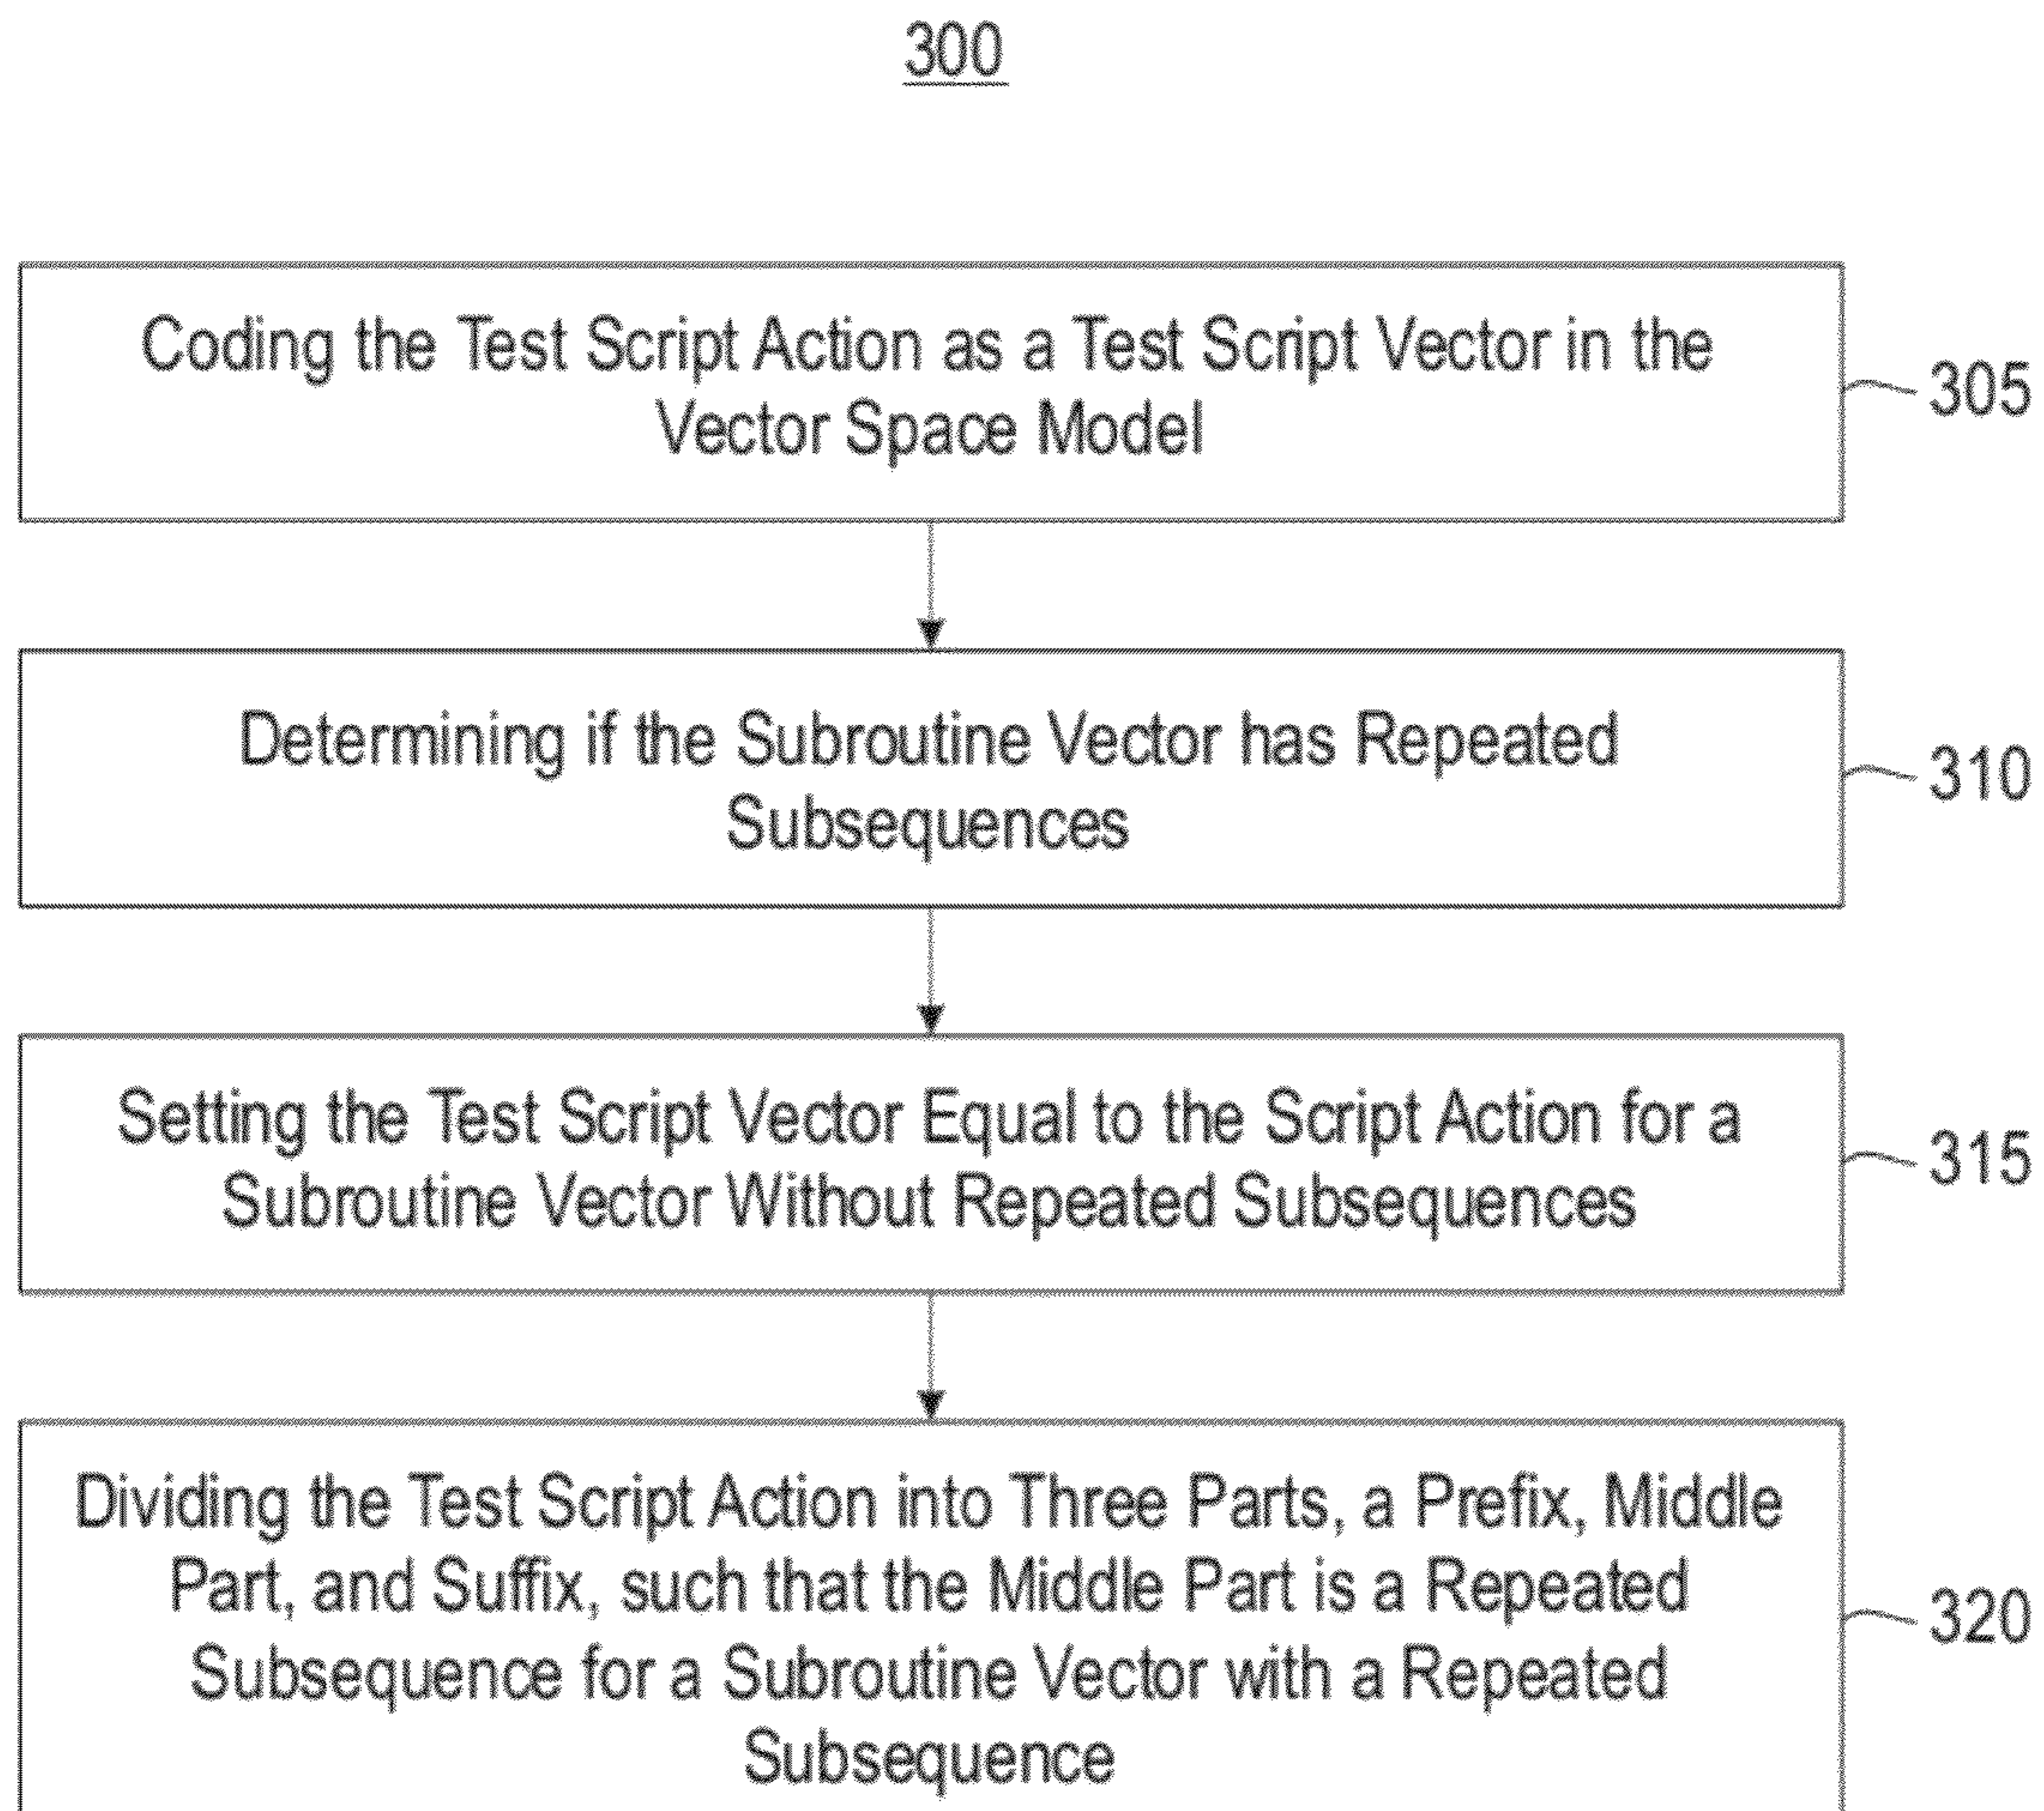 300
Coding the Test Script Action as a Test Script Vector in the
Vector Space Model
305
Determining if the Subroutine Vector has Repeated
Subsequences
310
Setting the Test Script Vector Equal to the Script Action for a
Subroutine Vector Without Repeated Subsequences
315
Dividing the Test Script Action into Three Parts, a Prefix, Middle
Part, and Suffix, such that the Middle Part is a Repeated
Subsequence for a Subroutine Vector with a Repeated
Subsequence
320